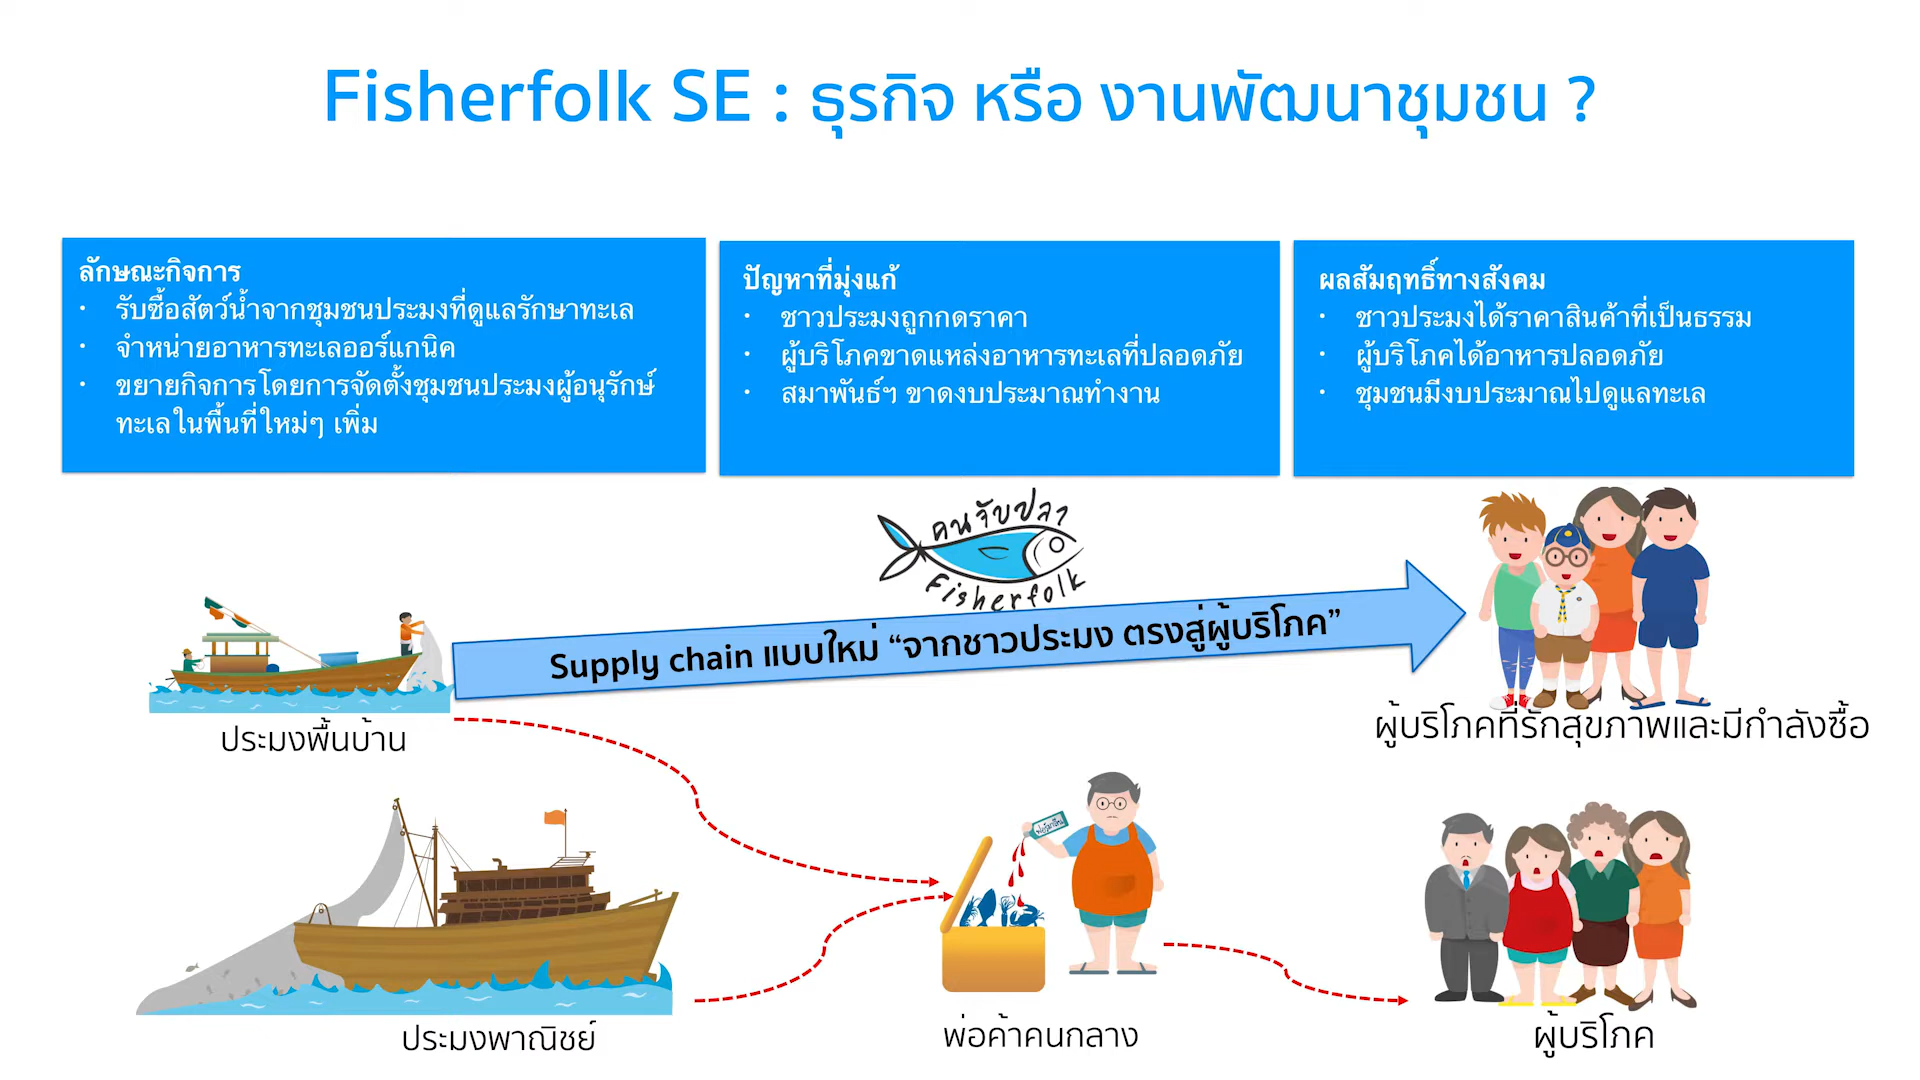 Fisherfolk SE : ธุรกิจ หรือ งานพัฒนาชุมชน ?
ลักษณะกิจการ
• รับซื้อสัตว์น้ำจากชุมชนประมงที่ดูแลรักษาทะเล
• จำหน่ายอาหารทะเลออร์แกนิค
• ขยายกิจการโดยการจัดตั้งชุมชนประมงผู้อนุรักษ์
ทะเลในพื้นที่ใหม่ๆ เพิ่ม
ปัญหาที่มุ่งแก้
• ชาวประมงถูกกดราคา
• ผู้บริโภคขาดแหล่งอาหารทะเลที่ปลอดภัย
• สมาพันธ์ฯ ขาดงบประมาณทำงาน
ผลสัมฤทธิ์ทางสังคม
• ชาวประมงได้ราคาสินค้าที่เป็นธรรม
• ผู้บริโภคได้อาหารปลอดภัย
• ชุมชนมีงบประมาณไปดูแลทะเล
คนจับปลา
Fisherfolk
Supply chain แบบใหม่ “จากชาวประมง ตรงสู่ผู้บริโภค”
ประมงพื้นบ้าน
ผู้บริโภคที่รักสุขภาพและมีกำลังซื้อ
ฟอร์มาลีน
ประมงพาณิชย์
พ่อค้าคนกลาง
ผู้บริโภค